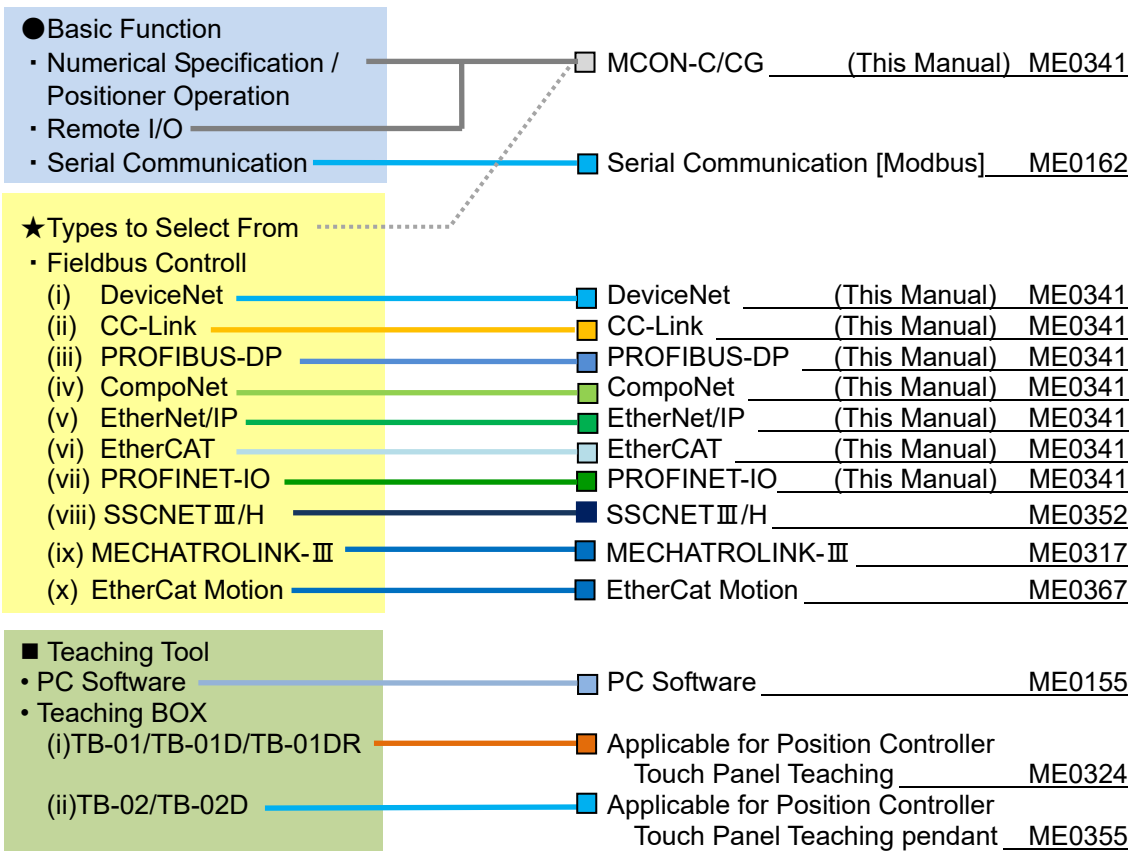 ●Basic Function
・Numerical Specification / MCON-C/CG (This Manual) ME0341
Positioner Operation
・Remote I/O
・Serial Communication Serial Communication [Modbus] ME0162
★Types to Select From
・Fieldbus Controll
(i) DeviceNet DeviceNet (This Manual) ME0341
(ii) CC-Link CC-Link (This Manual) ME0341
(iii) PROFIBUS-DP PROFIBUS-DP (This Manual) ME0341
(iv) CompoNet CompoNet (This Manual) ME0341
(v) EtherNet/IP EtherNet/IP (This Manual) ME0341
(vi) EtherCAT EtherCAT (This Manual) ME0341
(vii) PROFINET-IO PROFINET-IO (This Manual) ME0341
(viii) SSCNETⅢ/H SSCNETⅢ/H ME0352
(ix) MECHATROLINK-Ⅲ MECHATROLINK-Ⅲ ME0317
(x) EtherCat Motion EtherCat Motion ME0367
■ Teaching Tool
• PC Software PC Software ME0155
• Teaching BOX
(i)TB-01/TB-01D/TB-01DR Applicable for Position Controller
Touch Panel Teaching ME0324
(ii)TB-02/TB-02D Applicable for Position Controller
Touch Panel Teaching pendant ME0355